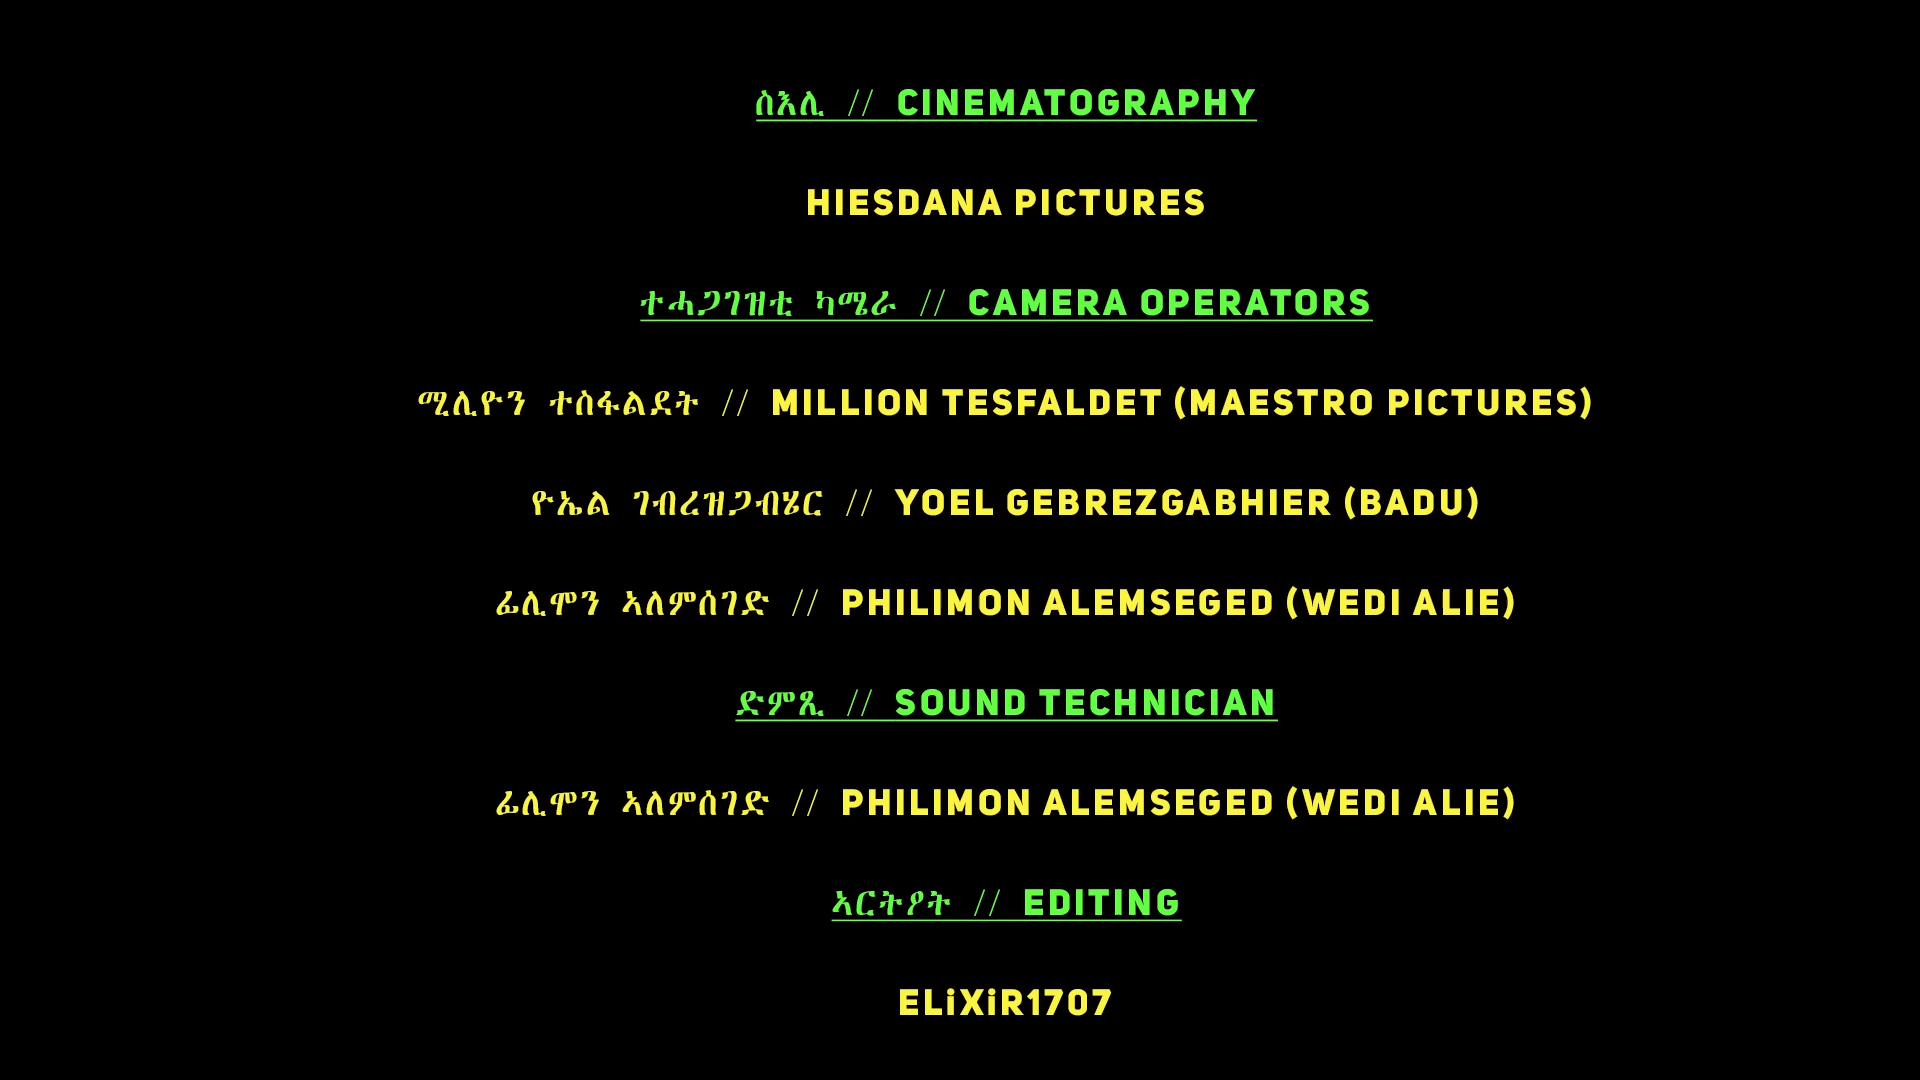 ስእሊ // CINEMATOGRAPHY
HIESDANA PICTURES
ተሓጋገዝቲ ካሜራ // CAMERA OPERATORS
ሚሊዮን ተስፋልደት // MILLION TESFALDET (MAESTRO PICTURES)
ዮኤል ገብረዝጋብሄር // YOEL GEBREZGABHIER (BADU)
ፊሊሞን ኣለምሰገድ // PHILIMON ALEMSEGED (WEDI ALIE)
ድምጺ // SOUND TECHNICIAN
ፊሊሞን ኣለምሰገድ // PHILIMON ALEMSEGED (WEDI ALIE)
ኣርትዖት // EDITING
ELiXiR1707